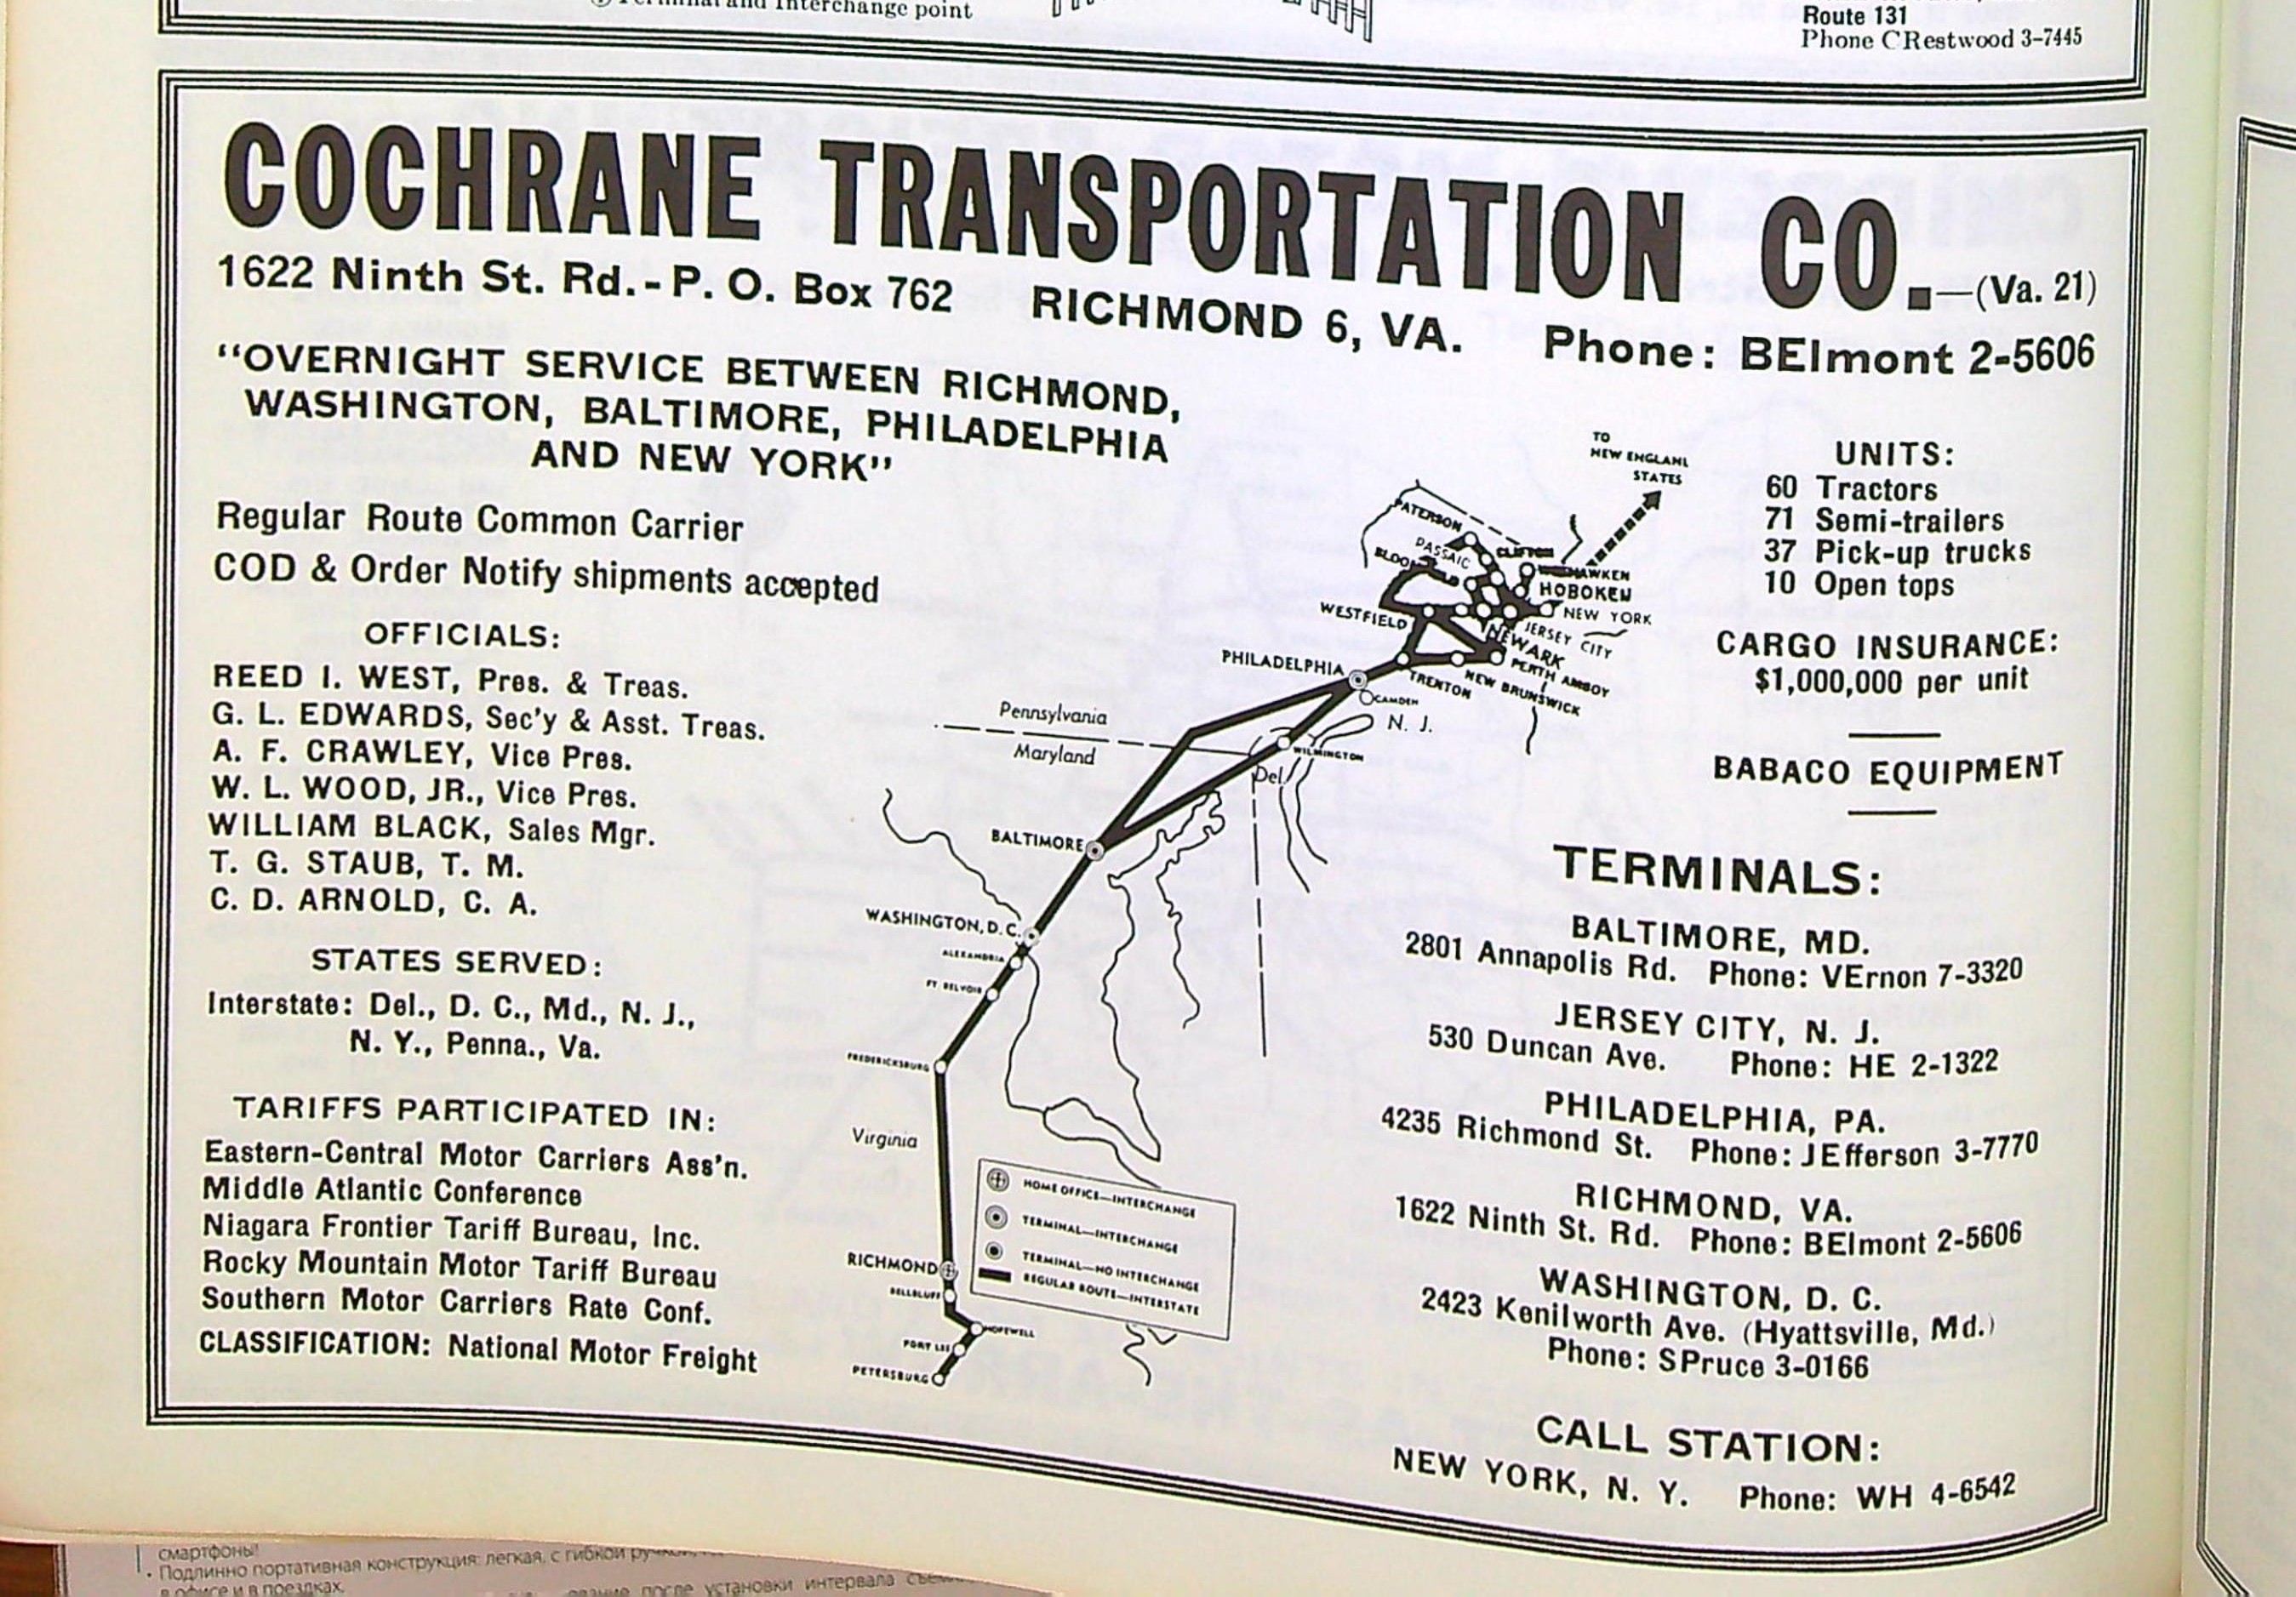 Terminal and Interchange point
Route 131
Phone CRestwood 3-7445
COCHRANE TRANSPORTATION CO.—(Va. 21)
1622 Ninth St. Rd.-P. O. Box 762 RICHMOND 6, VA. Phone: BElmont 2-5606
"OVERNIGHT SERVICE BETWEEN RICHMOND,
WASHINGTON, BALTIMORE, PHILADELPHIA
AND NEW YORK"
Regular Route Common Carrier
COD & Order Notify shipments accepted
OFFICIALS:
REED I. WEST, Pres. & Treas.
G. L. EDWARDS, Sec'y & Asst. Treas.
A. F. CRAWLEY, Vice Pres.
W. L. WOOD, JR., Vice Pres.
WILLIAM BLACK, Sales Mgr.
T. G. STAUB, T. M.
C. D. ARNOLD, C. A.
STATES SERVED:
Interstate: Del., D. C., Md., N. J.,
N. Y., Penna., Va.
TARIFFS PARTICIPATED IN:
Eastern-Central Motor Carriers Ass'n.
Middle Atlantic Conference
Niagara Frontier Tariff Bureau, Inc.
Rocky Mountain Motor Tariff Bureau
Southern Motor Carriers Rate Conf.
CLASSIFICATION: National Motor Freight
TO
NEW ENGLAND
STATES
PATERSON
PASSAIC
CLIFTON
HOBOKEN
NEW YORK
WESTFIELD
JERSEY CITY
NEWARK
PERTH AMBOY
NEW BRUNSWICK
TRENTON
PHILADELPHIA
CAMDEN
N. J.
Pennsylvania
Maryland
WILMINGTON
Del.
BALTIMORE
WASHINGTON, D. C.
ALEXANDRIA
FT. BELVOIR
FREDERICKSBURG
Virginia
RICHMOND
BELLBLUFF
HOPEWELL
FORT LEE
PETERSBURG
HOME OFFICE—INTERCHANGE
TERMINAL—INTERCHANGE
TERMINAL—NO INTERCHANGE
REGULAR ROUTE—INTERSTATE
UNITS:
60 Tractors
71 Semi-trailers
37 Pick-up trucks
10 Open tops
CARGO INSURANCE:
$1,000,000 per unit
BABACO EQUIPMENT
TERMINALS:
BALTIMORE, MD.
2801 Annapolis Rd. Phone: VErnon 7-3320
JERSEY CITY, N. J.
530 Duncan Ave. Phone: HE 2-1322
PHILADELPHIA, PA.
4235 Richmond St. Phone: JEfferson 3-7770
RICHMOND, VA.
1622 Ninth St. Rd. Phone: BElmont 2-5606
WASHINGTON, D. C.
2423 Kenilworth Ave. (Hyattsville, Md.)
Phone: SPruce 3-0166
CALL STATION:
NEW YORK, N. Y. Phone: WH 4-6542
смартфоны!
Подлинно портативная конструкция: легкая, с гибкой
в офисе и в поездках.
после установки интервала